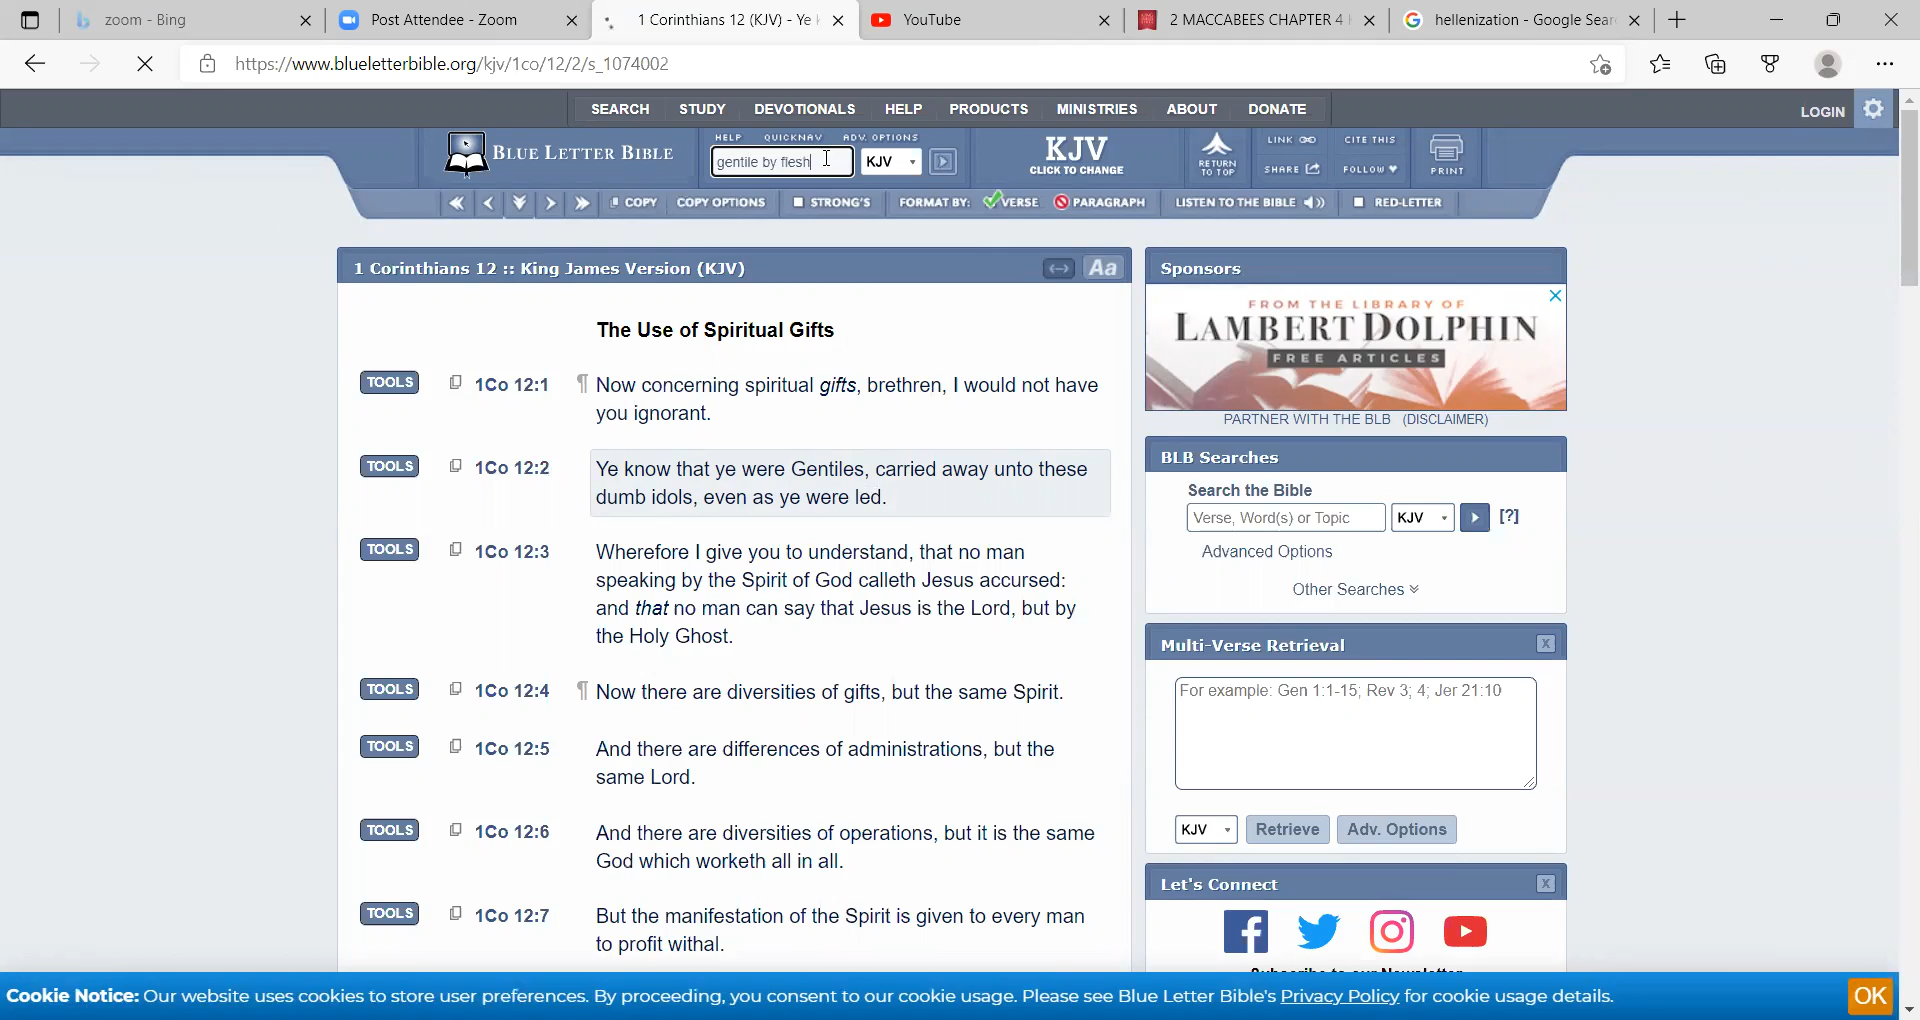 zoom - Bing
Post Attendee - Zoom
1 Corinthians 12 (KJV) - Ye
YouTube
2 MACCABEES CHAPTER 4
hellenization - Google Sear
https://www.blueletterbible.org/kjv/1co/12/2/s_1074002
SEARCH STUDY DEVOTIONALS HELP PRODUCTS MINISTRIES ABOUT DONATE
LOGIN
BLUE LETTER BIBLE
HELP QUICKNAV ADV. OPTIONS
gentile by flesh KJV
KJV
CLICK TO CHANGE
RETURN
TO TOP
LINK CITE THIS
SHARE FOLLOW
PRINT
COPY COPY OPTIONS STRONG'S FORMAT BY: VERSE PARAGRAPH LISTEN TO THE BIBLE RED-LETTER
1 Corinthians 12 :: King James Version (KJV)
Aa
The Use of Spiritual Gifts
TOOLS 1Co 12:1 ¶ Now concerning spiritual gifts, brethren, I would not have
you ignorant.
TOOLS 1Co 12:2 Ye know that ye were Gentiles, carried away unto these
dumb idols, even as ye were led.
TOOLS 1Co 12:3 Wherefore I give you to understand, that no man
speaking by the Spirit of God calleth Jesus accursed:
and that no man can say that Jesus is the Lord, but by
the Holy Ghost.
TOOLS 1Co 12:4 ¶ Now there are diversities of gifts, but the same Spirit.
TOOLS 1Co 12:5 And there are differences of administrations, but the
same Lord.
TOOLS 1Co 12:6 And there are diversities of operations, but it is the same
God which worketh all in all.
TOOLS 1Co 12:7 But the manifestation of the Spirit is given to every man
to profit withal.
Sponsors
FROM THE LIBRARY OF
LAMBERT DOLPHIN
FREE ARTICLES
PARTNER WITH THE BLB (DISCLAIMER)
BLB Searches
Search the Bible
Verse, Word(s) or Topic KJV [?]
Advanced Options
Other Searches
Multi-Verse Retrieval X
For example: Gen 1:1-15; Rev 3; 4; Jer 21:10
KJV Retrieve Adv. Options
Let's Connect X
Subscribe to our Newsletter
Cookie Notice: Our website uses cookies to store user preferences. By proceeding, you consent to our cookie usage. Please see Blue Letter Bible's Privacy Policy for cookie usage details.
OK